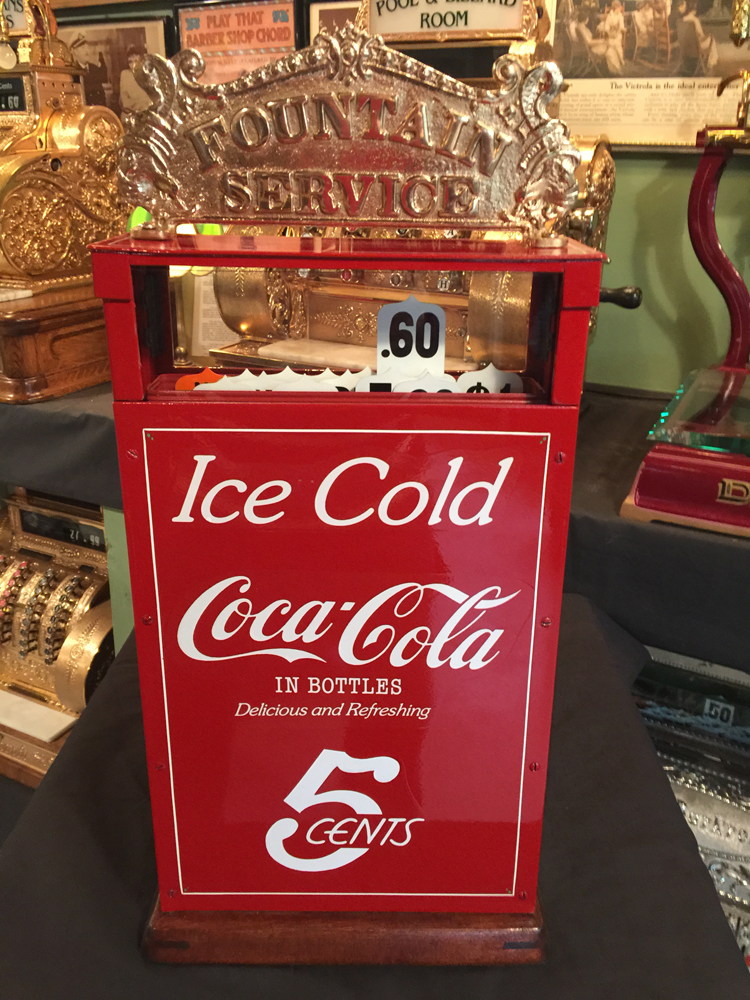 PLAY THAT
BARBER SHOP CHORD
POOL & BILLIARD
ROOM
The Victrola is the ideal
FOUNTAIN
SERVICE
.60
Ice Cold
Coca-Cola
IN BOTTLES
Delicious and Refreshing
5
CENTS